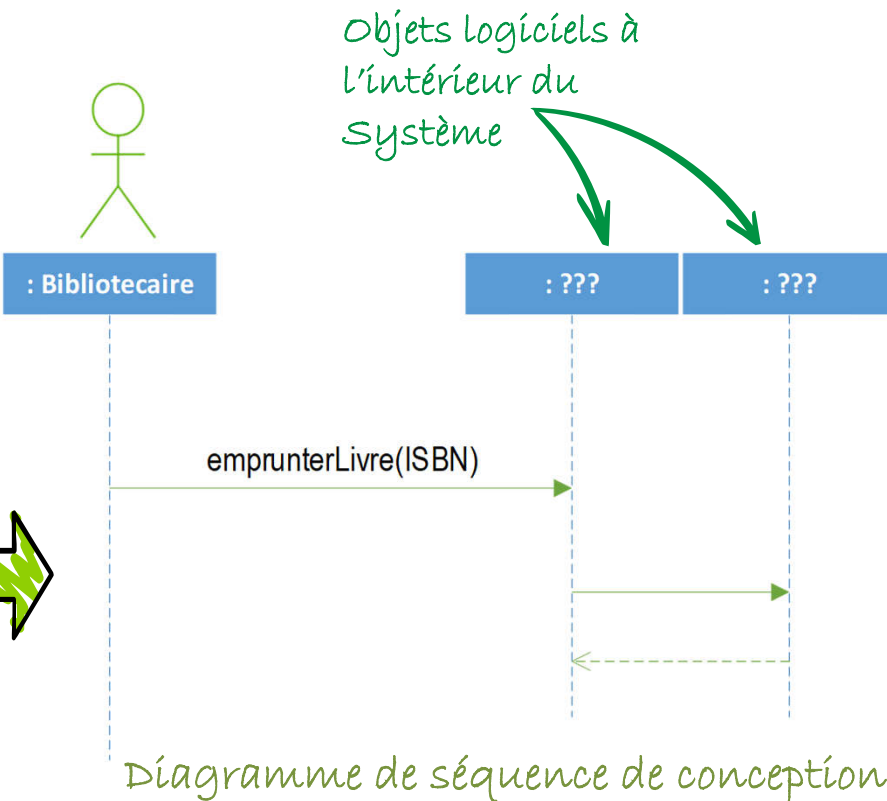 Objets logiciels à
l'intérieur du
Système
: Bibliotecaire
: ???
: ???
emprunterLivre(ISBN)
Diagramme de séquence de conception